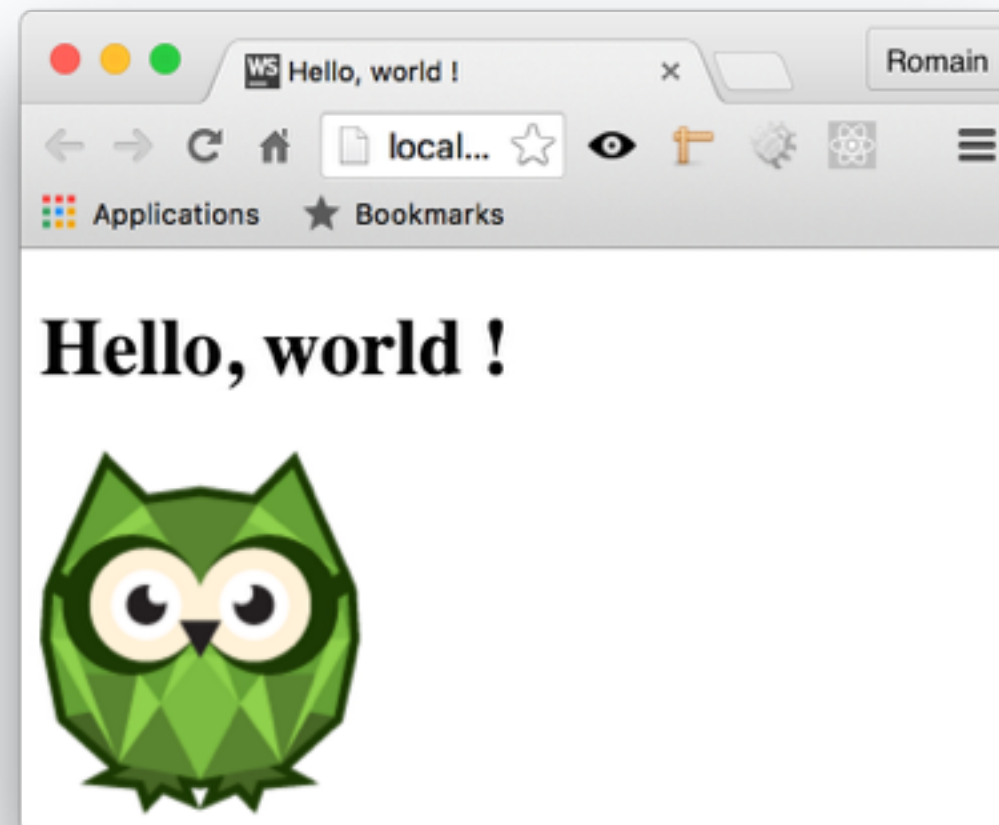 WS Hello, world !
Romain
local...
Applications Bookmarks
Hello, world !